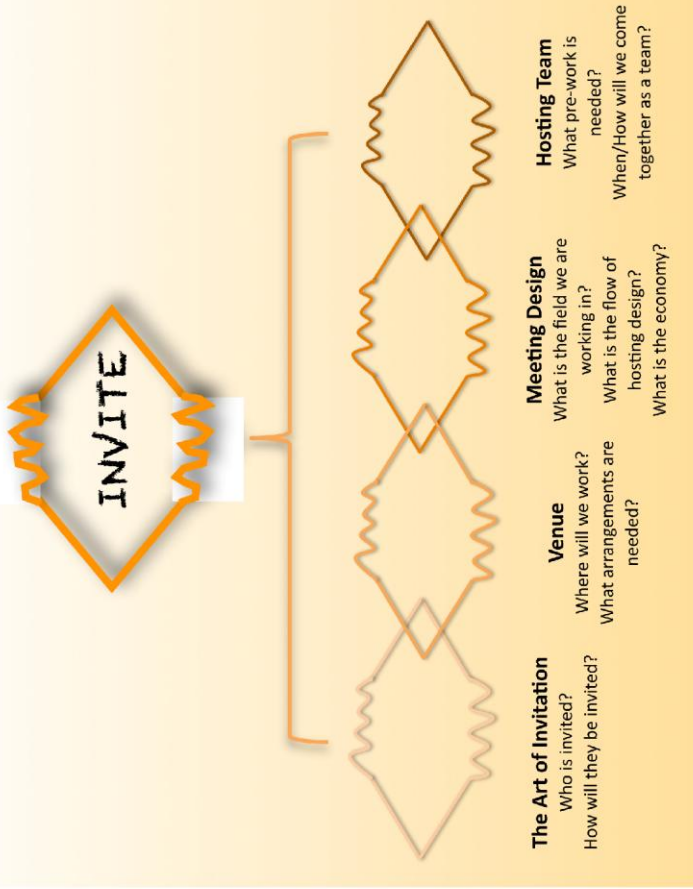 INVITE
The Art of Invitation
Who is invited?
How will they be invited?
Venue
Where will we work?
What arrangements are
needed?
Meeting Design
What is the field we are
working in?
What is the flow of
hosting design?
What is the economy?
Hosting Team
What pre-work is
needed?
When/How will we come
together as a team?